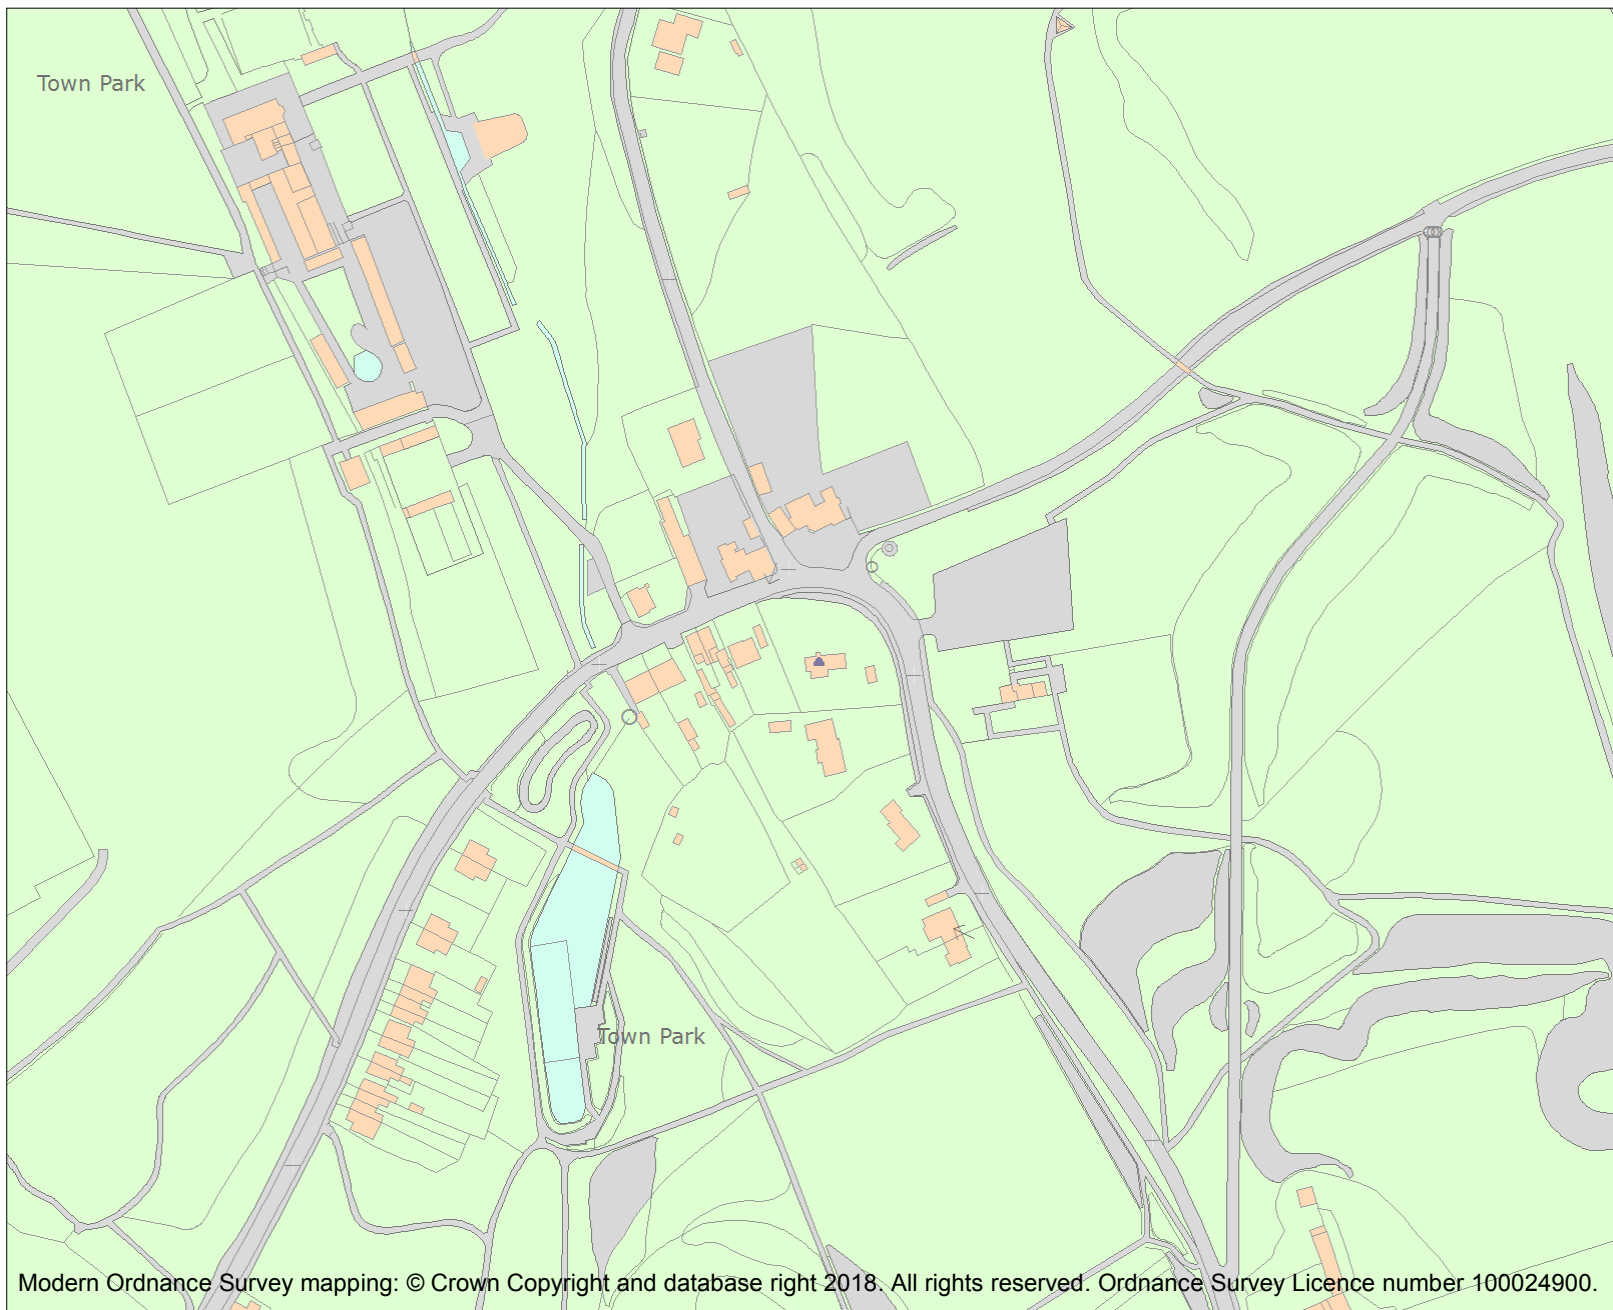 Town Park
Town Park
Modern Ordnance Survey mapping: © Crown Copyright and database right 2018. All rights reserved. Ordnance Survey Licence number 100024900.